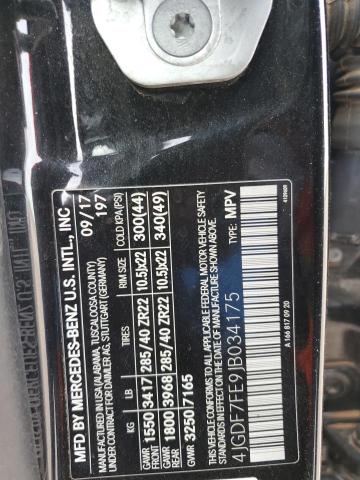 MFD BY MERCEDES-BENZ U.S. INTL., INC
MANUFACTURED IN USA (ALABAMA, TUSCALOOSA COUNTY)
FOR CONTRACTOR OF DAIMLER AG, STUTTGART (GERMANY)
09/17
197
LB TIRES RIM SIZE COLD KPA (PSI)
GAWR FRONT 1550 3417 285/40 ZR22 10.5Jx22 300(44)
GAWR REAR 1800 3968 285/40 ZR22 10.5Jx22 340(49)
GVWR 3250 7165
THIS VEHICLE CONFORMS TO ALL APPLICABLE FEDERAL MOTOR VEHICLE SAFETY
STANDARDS IN EFFECT ON THE DATE OF MANUFACTURE SHOWN ABOVE.
4JGDF7FE9JB034175 TYPE: MPV
A 166 817 09 20